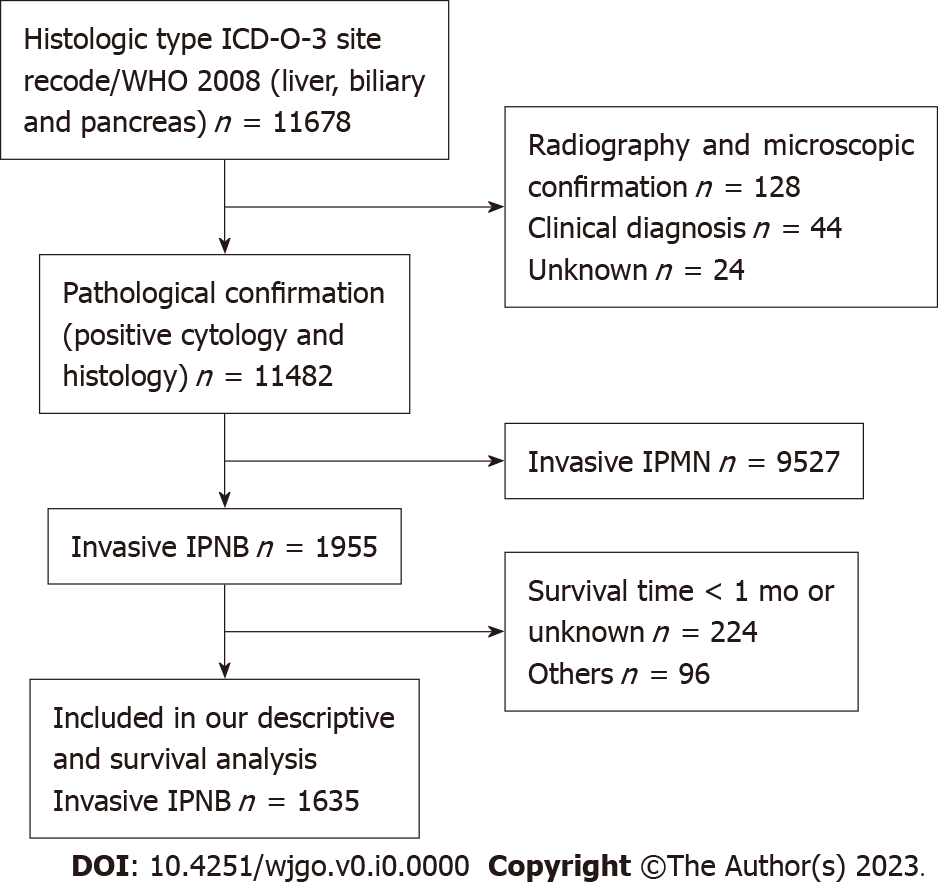 Histologic type ICD-O-3 site
recode/WHO 2008 (liver, biliary
and pancreas) n = 11678
Radiography and microscopic
confirmation n = 128
Clinical diagnosis n = 44
Unknown n = 24
Pathological confirmation
(positive cytology and
histology) n = 11482
Invasive IPMN n = 9527
Invasive IPNB n = 1955
Survival time < 1 mo or
unknown n = 224
Others n = 96
Included in our descriptive
and survival analysis
Invasive IPNB n = 1635
DOI: 10.4251/wjgo.v0.i0.0000 Copyright ©The Author(s) 2023.